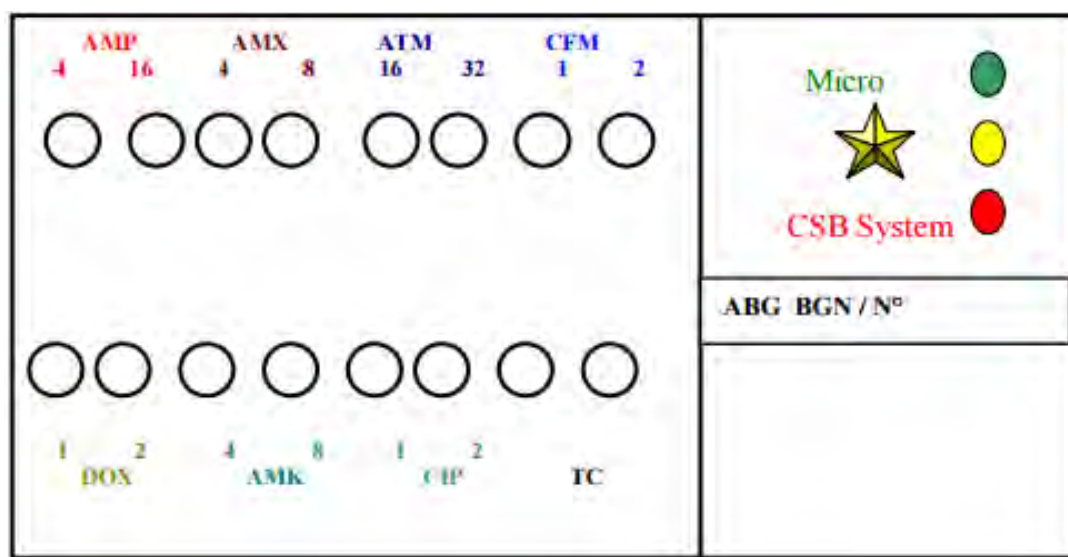 AMP AMX ATM CFM
4 16 4 8 16 32 1 2
Micro
CSB System
ABG BGN / N°
1 2 4 8 1 2
DOX AMK CIP TC